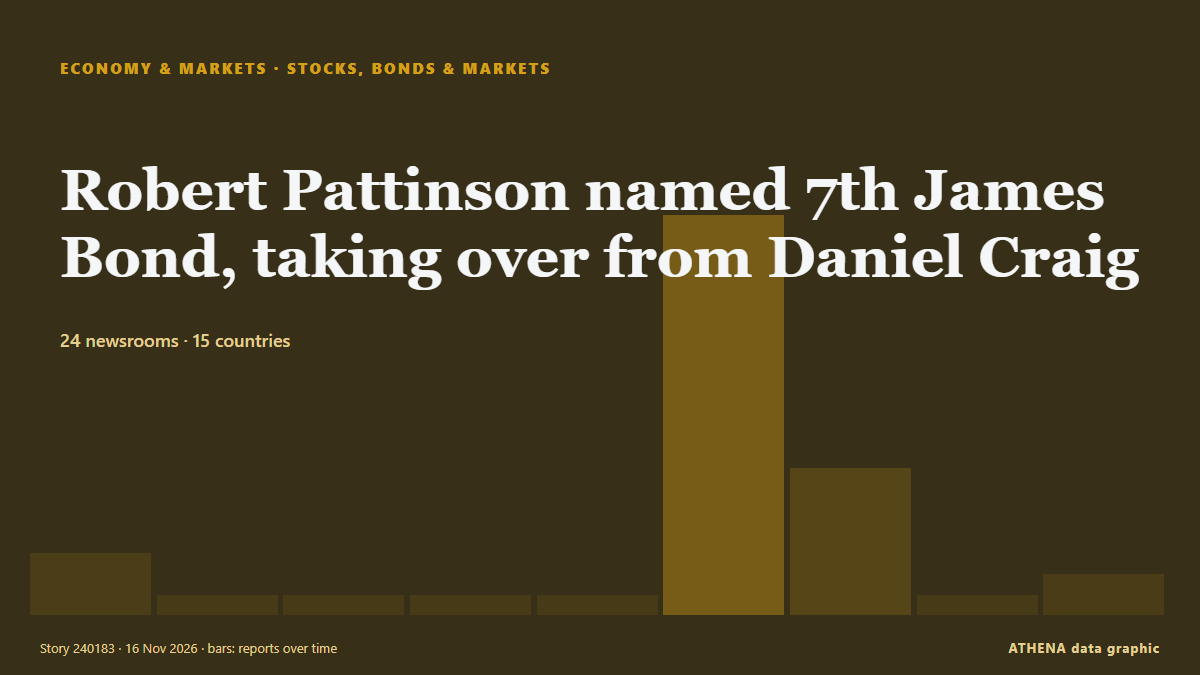 ECONOMY & MARKETS · STOCKS, BONDS & MARKETS
Robert Pattinson named 7th James
Bond, taking over from Daniel Craig
24 newsrooms · 15 countries
Story 240183 · 16 Nov 2026 · bars: reports over time
ATHENA data graphic